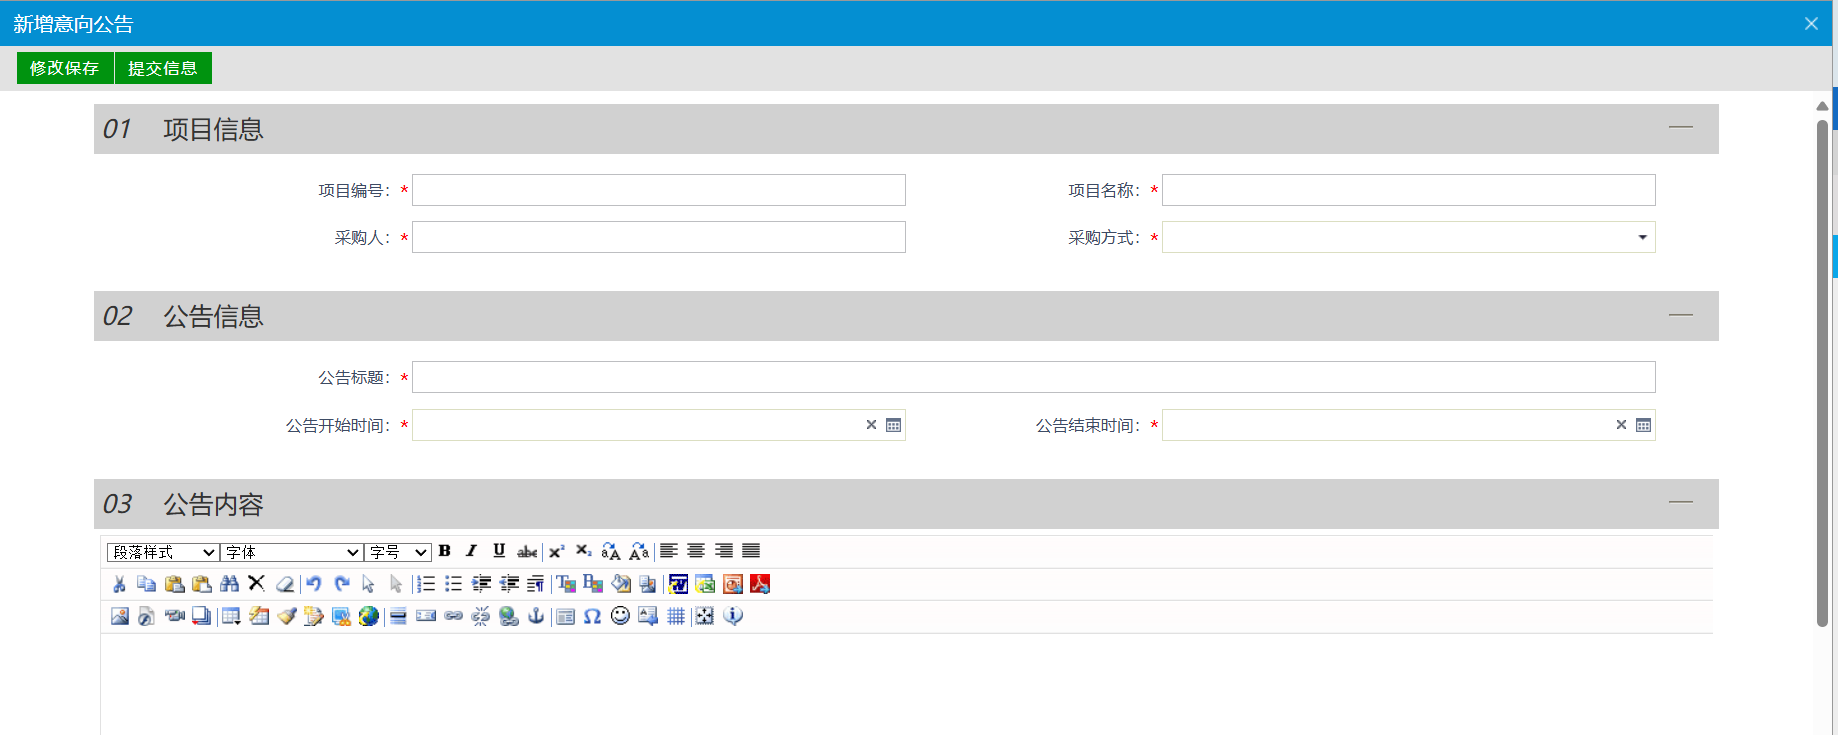 新增意向公告
修改保存 提交信息
01 项目信息
项目编号：* 项目名称：*
采购人：* 采购方式：*
02 公告信息
公告标题：*
公告开始时间：* 公告结束时间：*
03 公告内容
段落样式 字体 字号 B I U abc